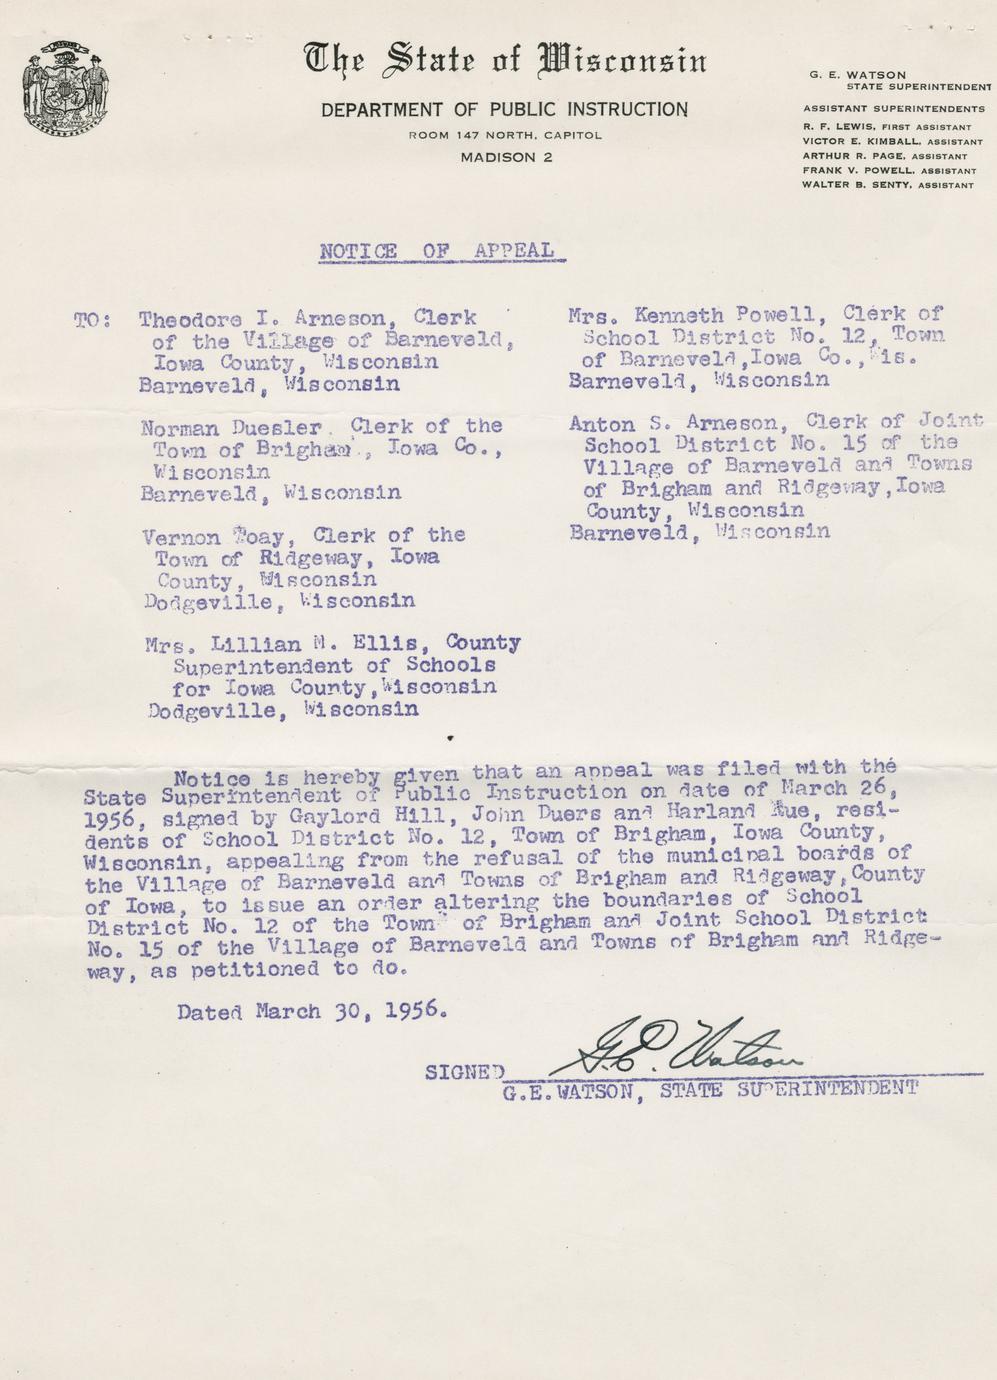 The State of Wisconsin
DEPARTMENT OF PUBLIC INSTRUCTION
ROOM 147 NORTH, CAPITOL
MADISON 2
G. E. WATSON
STATE SUPERINTENDENT
ASSISTANT SUPERINTENDENTS
R. F. LEWIS, FIRST ASSISTANT
VICTOR E. KIMBALL, ASSISTANT
ARTHUR R. PAGE, ASSISTANT
FRANK V. POWELL, ASSISTANT
WALTER B. SENTY, ASSISTANT
NOTICE OF APPEAL
TO: Theodore I. Arneson, Clerk
of the Village of Barneveld,
Iowa County, Wisconsin
Barneveld, Wisconsin
Norman Duesler, Clerk of the
Town of Brigham, Iowa Co.,
Wisconsin
Barneveld, Wisconsin
Vernon Toay, Clerk of the
Town of Ridgeway, Iowa
County, Wisconsin
Dodgeville, Wisconsin
Mrs. Lillian M. Ellis, County
Superintendent of Schools
for Iowa County,Wisconsin
Dodgeville, Wisconsin
Mrs. Kenneth Powell, Clerk of
School District No. 12, Town
of Barneveld,Iowa Co.,Wis.
Barneveld, Wisconsin
Anton S. Arneson, Clerk of Joint
School District No. 15 of the
Village of Barneveld and Towns
of Brigham and Ridgeway,Iowa
County, Wisconsin
Barneveld, Wisconsin
Notice is hereby given that an appeal was filed with the
State Superintendent of Public Instruction on date of March 26,
1956, signed by Gaylord Hill, John Duers and Harland Rue, resi-
dents of School District No. 12, Town of Brigham, Iowa County,
Wisconsin, appealing from the refusal of the municipal boards of
the Village of Barneveld and Towns of Brigham and Ridgeway,County
of Iowa, to issue an order altering the boundaries of School
District No. 12 of the Town of Brigham and Joint School District
No. 15 of the Village of Barneveld and Towns of Brigham and Ridge-
way, as petitioned to do.
Dated March 30, 1956.
SIGNED G.E. Watson
G.E.WATSON, STATE SUPERINTENDENT